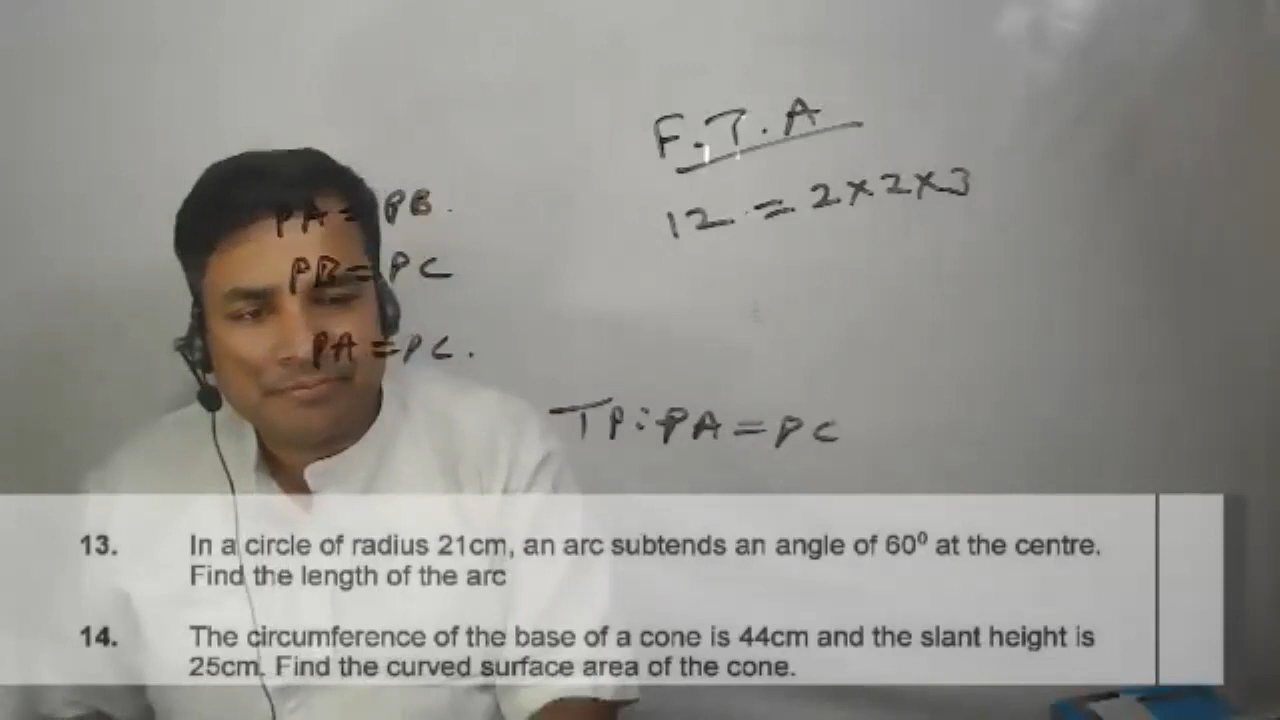 F.T.A
12 = 2×2×3
PA = PB.
PB = PC
PA = PC.
TP: PA = PC
13. In a circle of radius 21cm, an arc subtends an angle of 60⁰ at the centre.
Find the length of the arc
14. The circumference of the base of a cone is 44cm and the slant height is
25cm. Find the curved surface area of the cone.